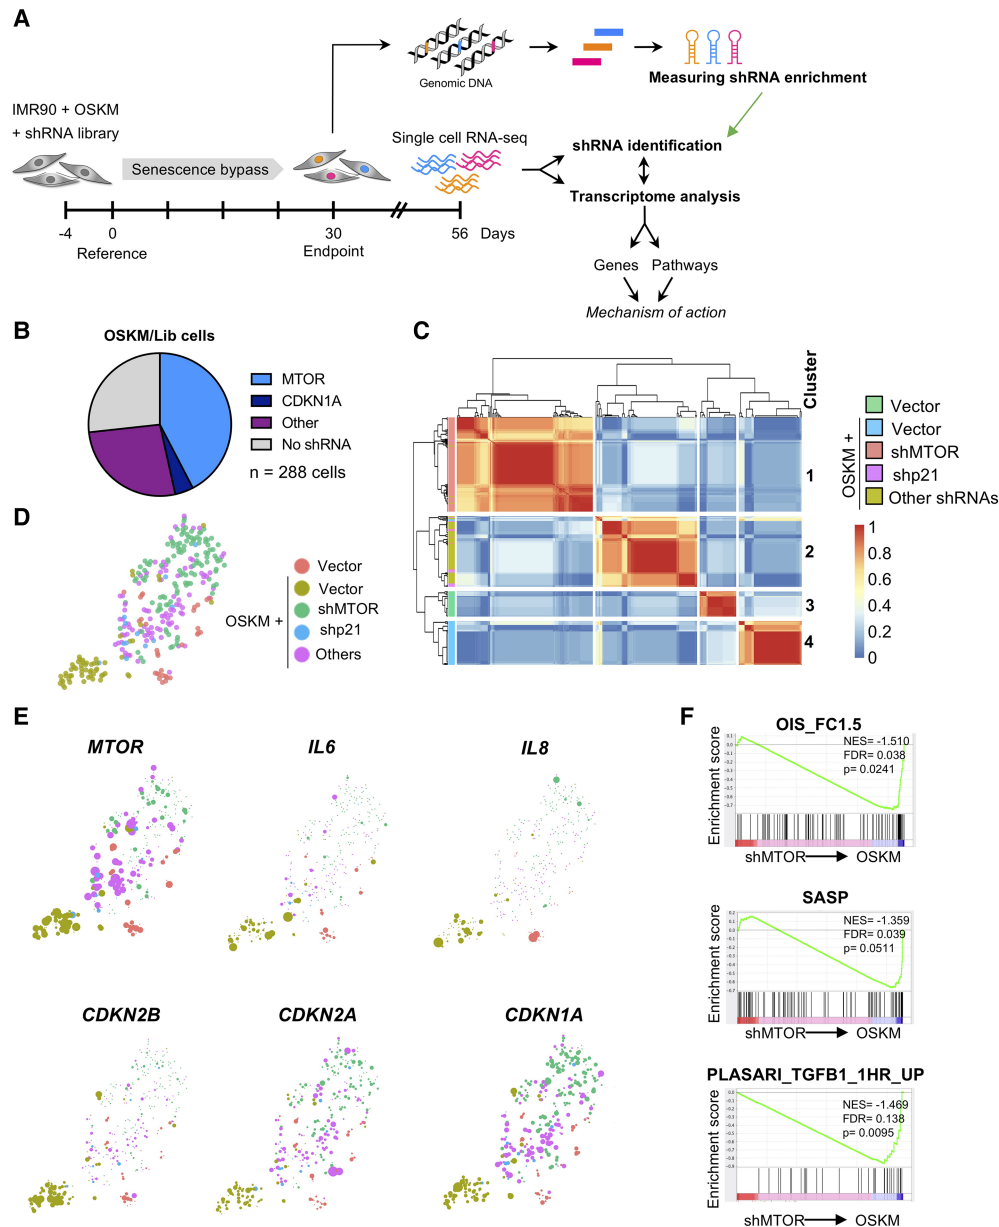 A
Genomic DNA
Measuring shRNA enrichment
IMR90 + OSKM
+ shRNA library
Senescence bypass
Single cell RNA-seq
shRNA identification
Transcriptome analysis
-4
0
30
56
Days
Reference
Endpoint
Genes
Pathways
Mechanism of action
B
OSKM/Lib cells
MTOR
CDKN1A
Other
No shRNA
n = 288 cells
C
Cluster
1
2
3
4
Vector
OSKM +
Vector
shMTOR
shp21
Other shRNAs
1
0.8
0.6
0.4
0.2
0
D
Vector
OSKM +
Vector
shMTOR
shp21
Others
E
MTOR
IL6
IL8
CDKN2B
CDKN2A
CDKN1A
F
OIS_FC1.5
Enrichment score
NES= -1.510
FDR= 0.038
p= 0.0241
shMTOR
OSKM
SASP
Enrichment score
NES= -1.359
FDR= 0.039
p= 0.0511
shMTOR
OSKM
PLASARI_TGFB1_1HR_UP
Enrichment score
NES= -1.469
FDR= 0.138
p= 0.0095
shMTOR
OSKM